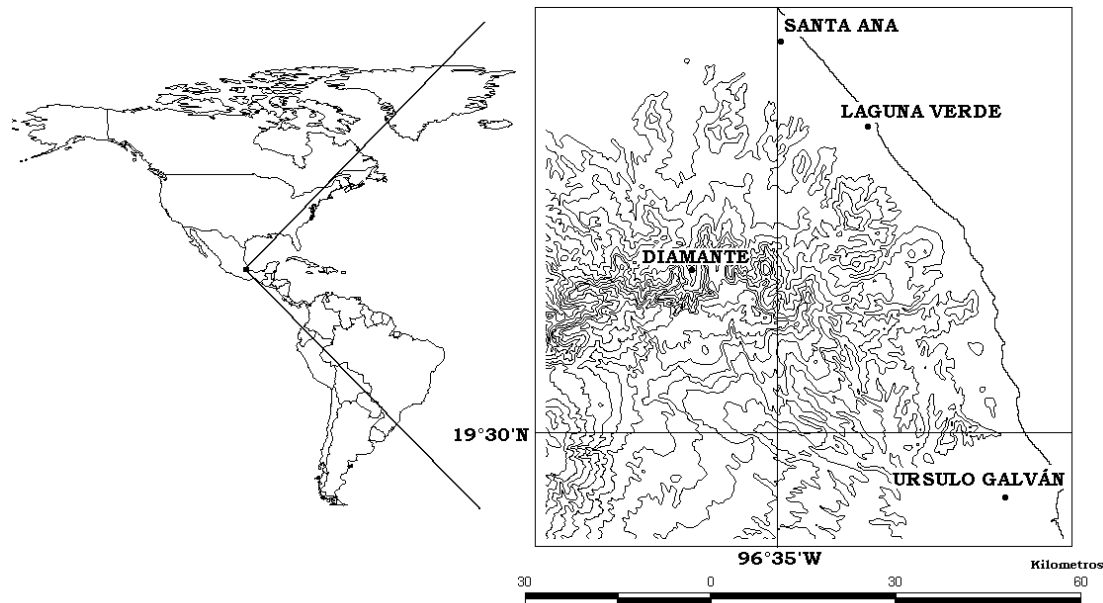 SANTA ANA
LAGUNA VERDE
DIAMANTE
19°30'N
URSULO GALVÁN
96°35'W
Kilometros
30 0 30 60